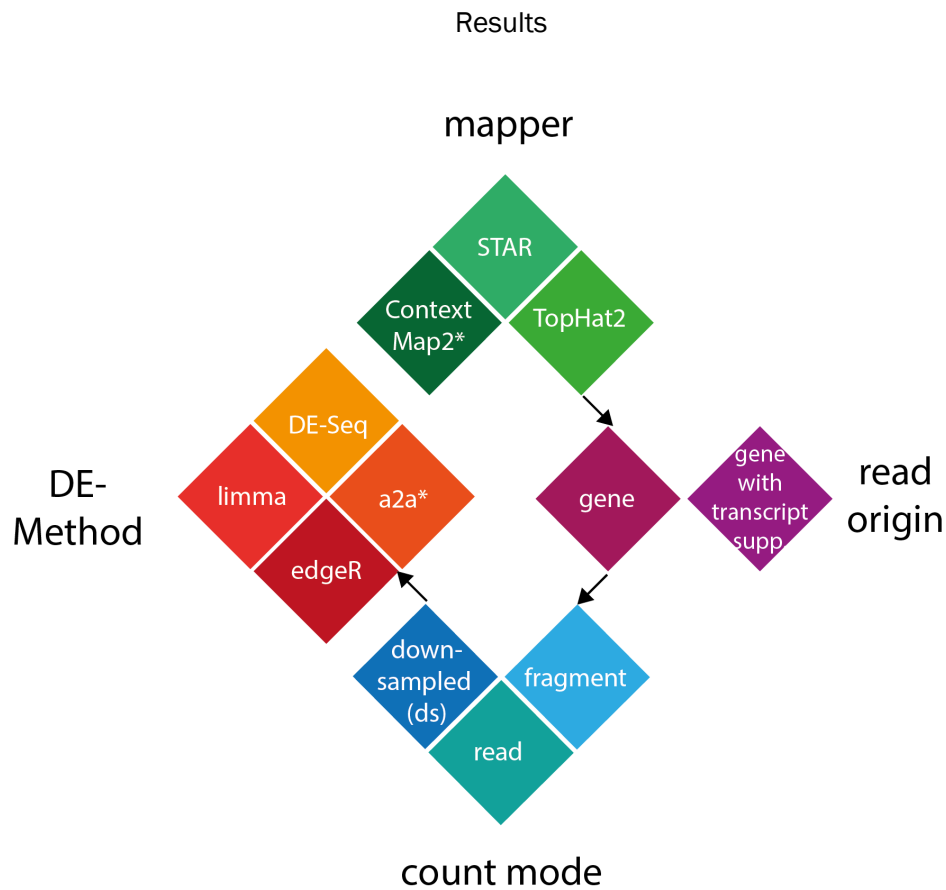 Results
mapper
STAR
Context
Map2*
TopHat2
DE-Seq
limma
a2a*
edgeR
DE-
Method
gene
gene
with
transcript
supp.
read
origin
down-
sampled
(ds)
fragment
read
count mode